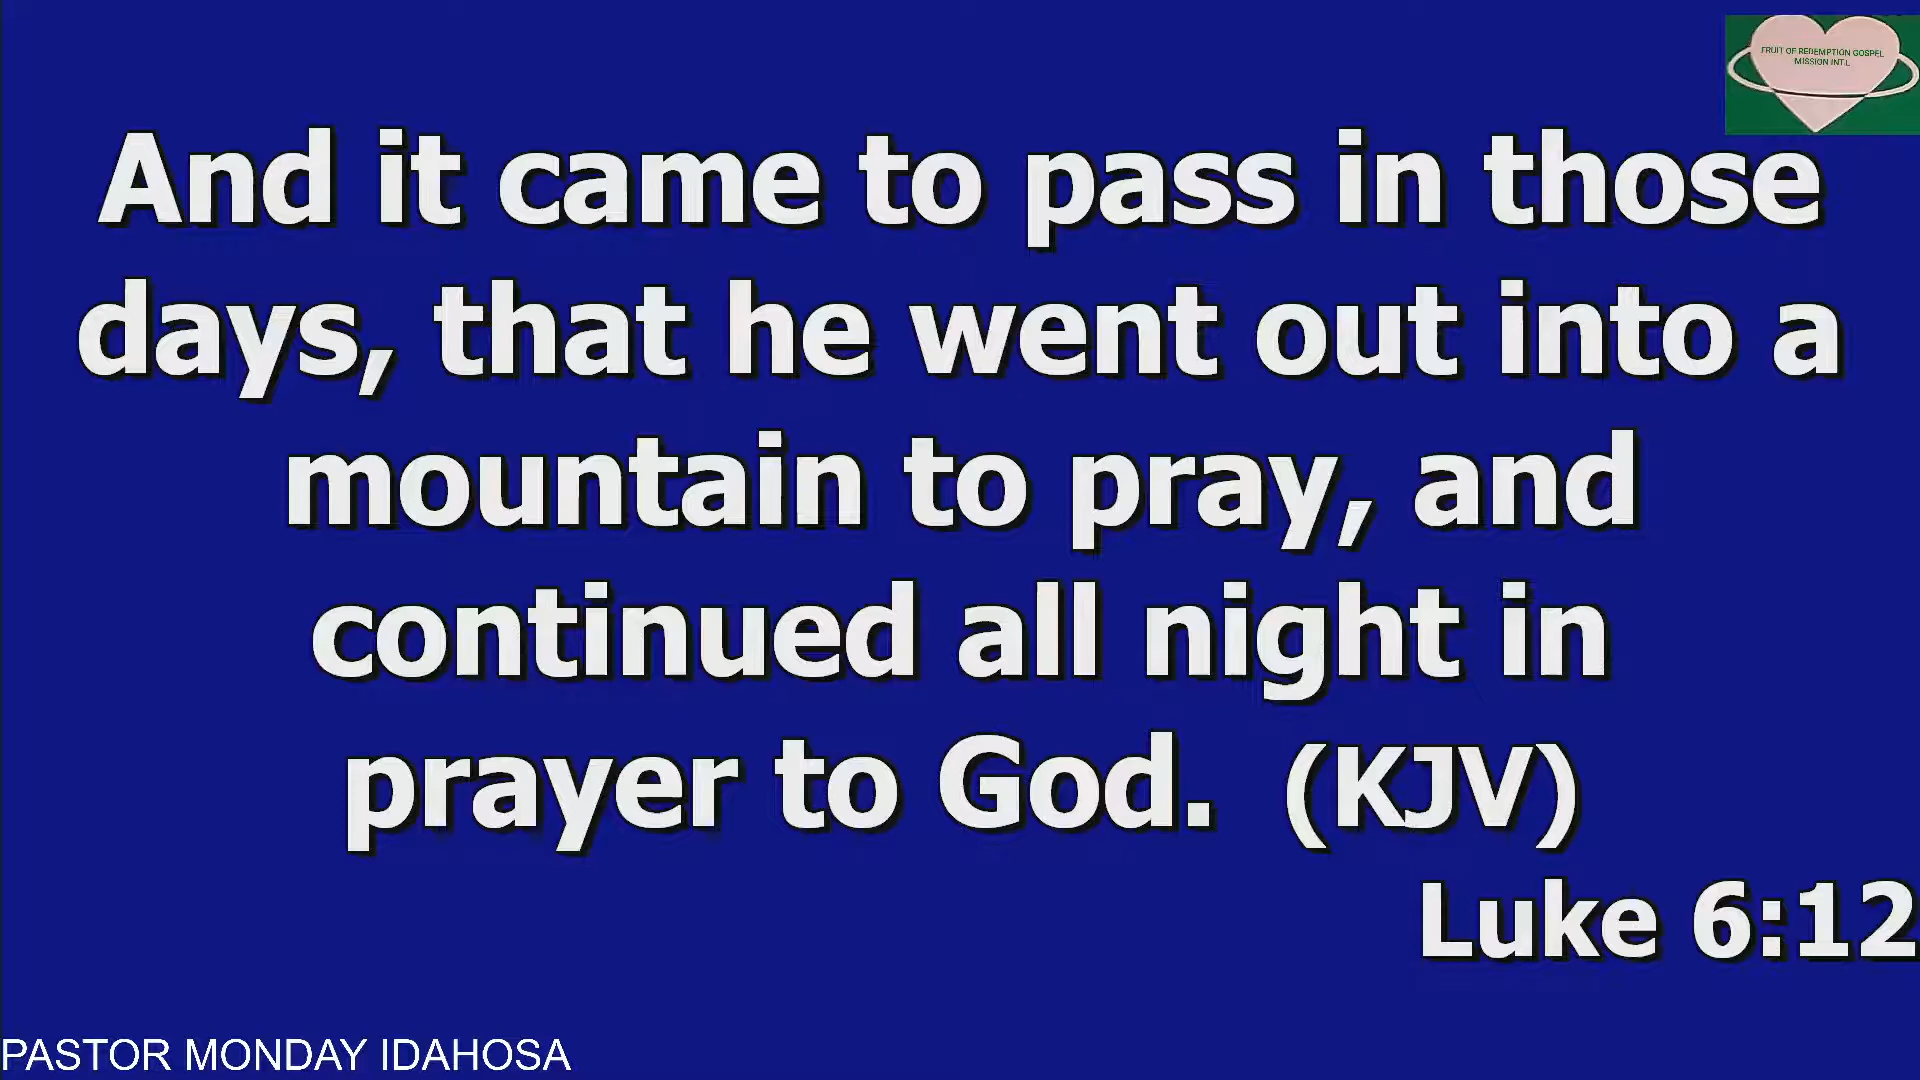 FRUIT OF REDEMPTION GOSPEL
MISSION INT.L
And it came to pass in those
days, that he went out into a
mountain to pray, and
continued all night in
prayer to God. (KJV)
Luke 6:12
PASTOR MONDAY IDAHOSA